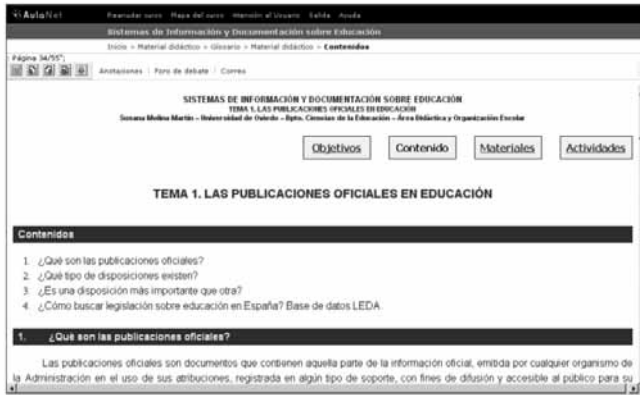 AulaNet
Reanudar curso Mapa del curso Atención al Usuario Salida Ayuda
Sistemas de Información y Documentación sobre Educación
Inicio » Material didáctico » Glosario » Material didáctico » Contenidos
Página 34/55";
Anotaciones | Foro de debate | Correo
SISTEMAS DE INFORMACIÓN Y DOCUMENTACIÓN SOBRE EDUCACIÓN
TEMA 1. LAS PUBLICACIONES OFICIALES EN EDUCACIÓN
Susana Molina Martín – Universidad de Oviedo – Dpto. Ciencias de la Educación – Área Didáctica y Organización Escolar
Objetivos Contenido Materiales Actividades
TEMA 1. LAS PUBLICACIONES OFICIALES EN EDUCACIÓN
Contenidos
1. ¿Qué son las publicaciones oficiales?
2. ¿Qué tipo de disposiciones existen?
3. ¿Es una disposición más importante que otra?
4. ¿Cómo buscar legislación sobre educación en España? Base de datos LEDA
1. ¿Qué son las publicaciones oficiales?
Las publicaciones oficiales son documentos que contienen aquella parte de la información oficial, emitida por cualquier organismo de
la Administración en el uso de sus atribuciones, registrada en algún tipo de soporte, con fines de difusión y accesible al público para su